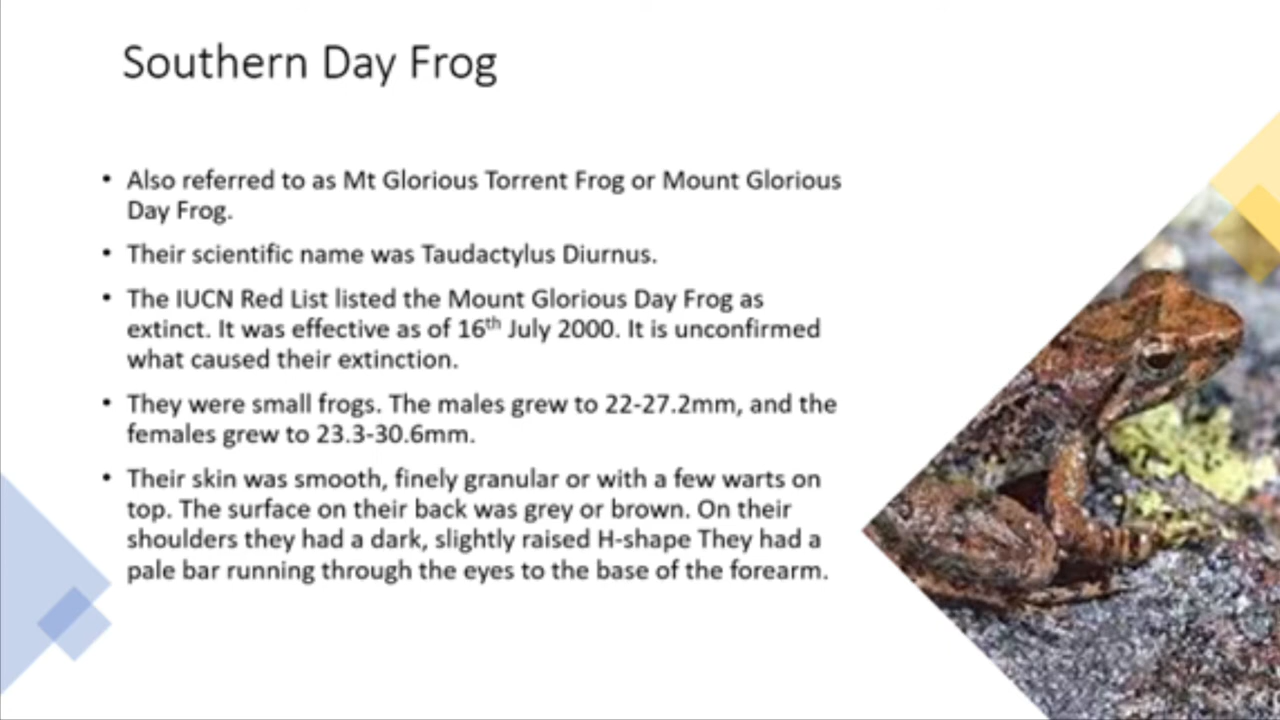 Southern Day Frog
• Also referred to as Mt Glorious Torrent Frog or Mount Glorious
Day Frog.
• Their scientific name was Taudactylus Diurnus.
• The IUCN Red List listed the Mount Glorious Day Frog as
extinct. It was effective as of 16th July 2000. It is unconfirmed
what caused their extinction.
• They were small frogs. The males grew to 22-27.2mm, and the
females grew to 23.3-30.6mm.
• Their skin was smooth, finely granular or with a few warts on
top. The surface on their back was grey or brown. On their
shoulders they had a dark, slightly raised H-shape They had a
pale bar running through the eyes to the base of the forearm.